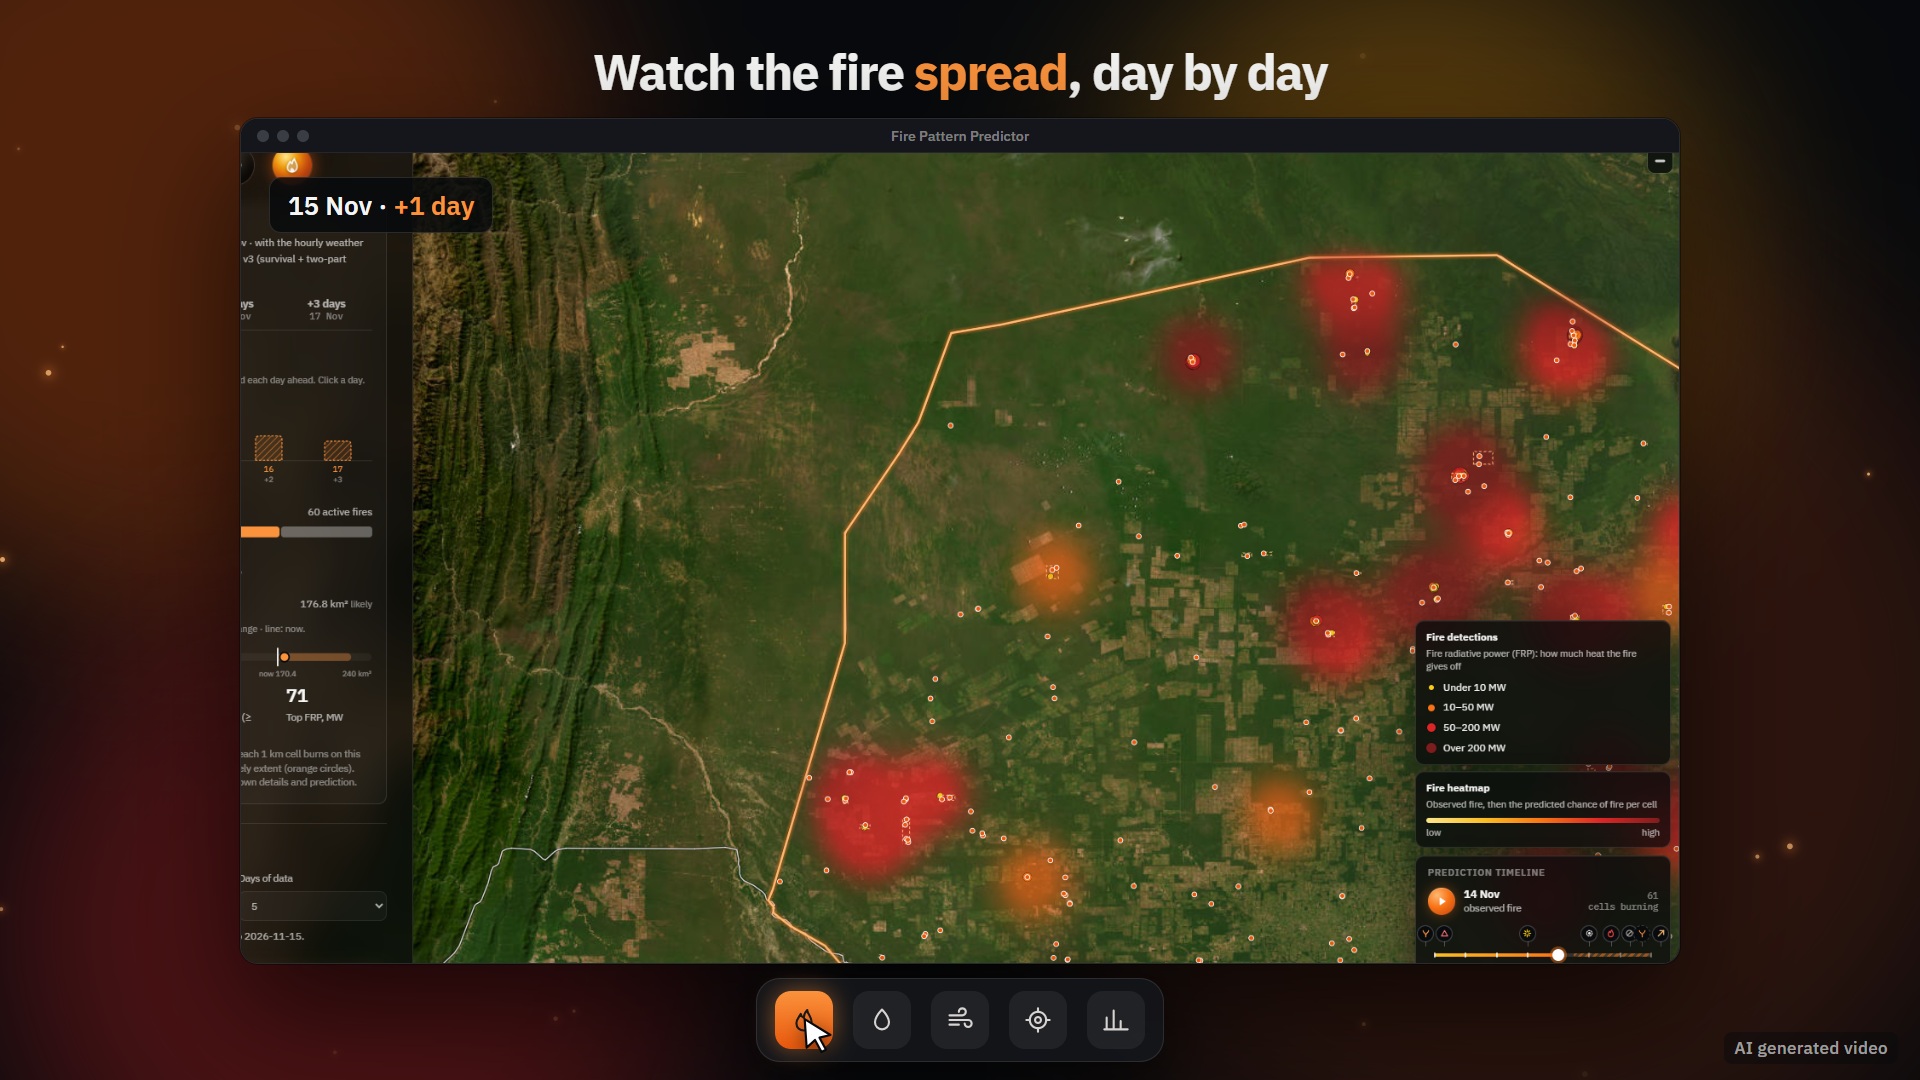 Watch the fire spread, day by day
Fire Pattern Predictor
15 Nov · +1 day
v · with the hourly weather
v3 (survival + two-part
+3 days
17 Nov
d each day ahead. Click a day.
16
17
+2
+3
60 active fires
176.8 km² likely
ange · line: now.
now 170.4
240 km²
71
(≥
Top FRP, MW
each 1 km cell burns on this
ely extent (orange circles).
own details and prediction.
Days of data
5
2026-11-15.
Fire detections
Fire radiative power (FRP): how much heat the fire
gives off
Under 10 MW
10–50 MW
50–200 MW
Over 200 MW
Fire heatmap
Observed fire, then the predicted chance of fire per cell
low
high
PREDICTION TIMELINE
14 Nov
observed fire
61
cells burning
AI generated video